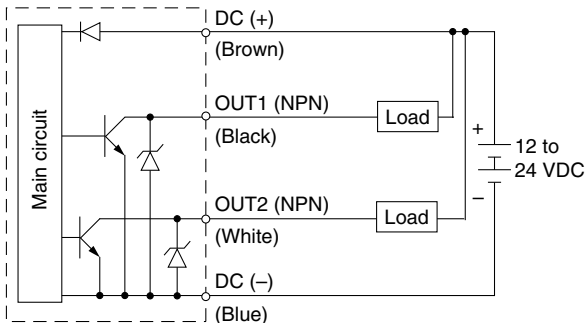 DC (+)
(Brown)
Main circuit
OUT1 (NPN)
(Black)
Load
+
12 to
24 VDC
–
OUT2 (NPN)
(White)
Load
DC (–)
(Blue)